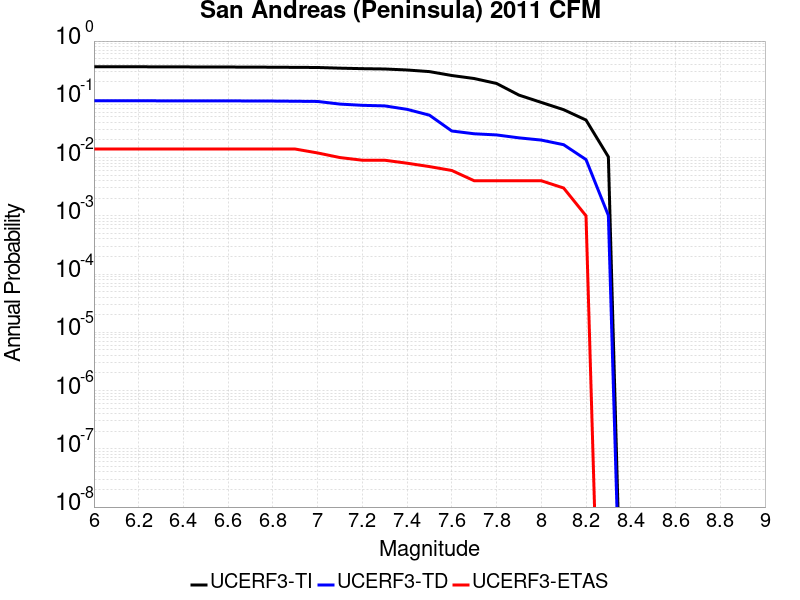 San Andreas (Peninsula) 2011 CFM
10^0
10^-1
10^-2
10^-3
10^-4
10^-5
10^-6
10^-7
10^-8
Annual Probability
6 6.2 6.4 6.6 6.8 7 7.2 7.4 7.6 7.8 8 8.2 8.4 8.6 8.8 9
Magnitude
UCERF3-TI UCERF3-TD UCERF3-ETAS